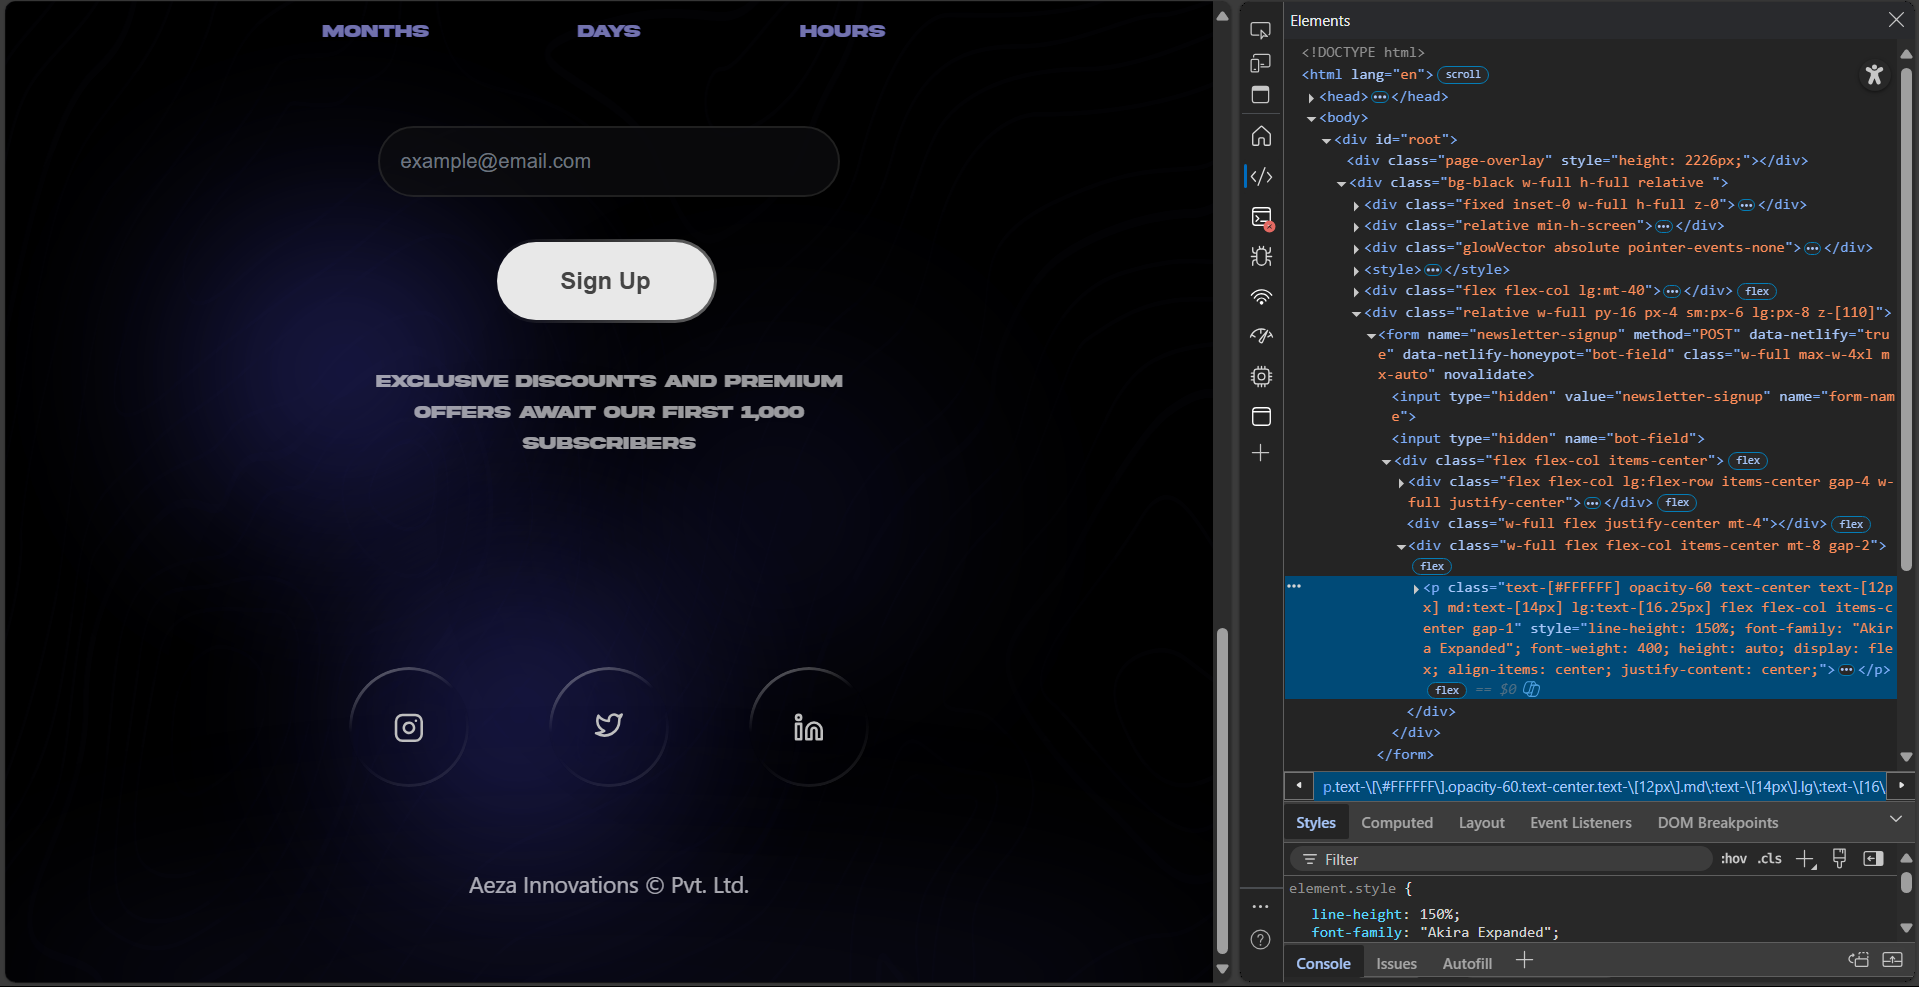 MONTHS
DAYS
HOURS
example@email.com
Sign Up
EXCLUSIVE DISCOUNTS AND PREMIUM
OFFERS AWAIT OUR FIRST 1,000
SUBSCRIBERS
Aeza Innovations © Pvt. Ltd.
Elements
<!DOCTYPE html>
<html lang="en"> scroll
<head> ••• </head>
<body>
<div id="root">
<div class="page-overlay" style="height: 2226px;"></div>
<div class="bg-black w-full h-full relative ">
<div class="fixed inset-0 w-full h-full z-0"> ••• </div>
<div class="relative min-h-screen"> ••• </div>
<div class="glowVector absolute pointer-events-none"> ••• </div>
<style> ••• </style>
<div class="flex flex-col lg:mt-40"> ••• </div> flex
<div class="relative w-full py-16 px-4 sm:px-6 lg:px-8 z-[110]">
<form name="newsletter-signup" method="POST" data-netlify="tru
e" data-netlify-honeypot="bot-field" class="w-full max-w-4xl m
x-auto" novalidate>
<input type="hidden" value="newsletter-signup" name="form-nam
e">
<input type="hidden" name="bot-field">
<div class="flex flex-col items-center"> flex
<div class="flex flex-col lg:flex-row items-center gap-4 w-
full justify-center"> ••• </div> flex
<div class="w-full flex justify-center mt-4"></div> flex
<div class="w-full flex flex-col items-center mt-8 gap-2">
flex
••• <p class="text-[#FFFFFF] opacity-60 text-center text-[12p
x] md:text-[14px] lg:text-[16.25px] flex flex-col items-c
enter gap-1" style="line-height: 150%; font-family: "Akir
a Expanded"; font-weight: 400; height: auto; display: fle
x; align-items: center; justify-content: center;"> ••• </p>
flex == $0
</div>
</div>
</form>
p.text-\[\#FFFFFF\].opacity-60.text-center.text-\[12px\].md\:text-\[14px\].lg\:text-\[16\
Styles
Computed
Layout
Event Listeners
DOM Breakpoints
Filter
:hov
.cls
element.style {
line-height: 150%;
font-family: "Akira Expanded";
Console
Issues
Autofill